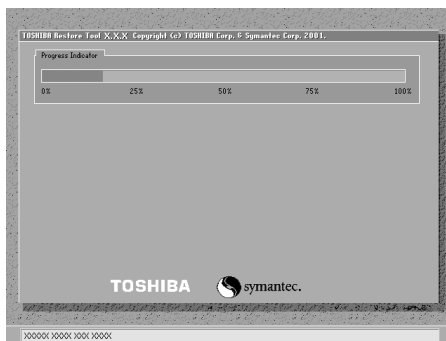 TOSHIBA Restore Tool X.X.X Copyright (c) TOSHIBA Corp. & Symantec Corp. 2001.
Progress Indicator
0% 25% 50% 75% 100%
TOSHIBA symantec.
XXXXX XXXX XXX XXXX